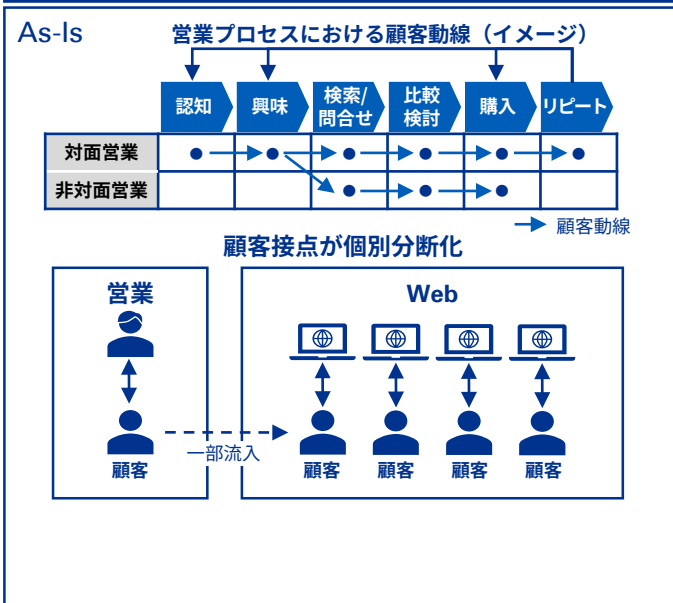 As-Is
営業プロセスにおける顧客動線（イメージ）
認知
興味
検索/
問合せ
比較
検討
購入
リピート
対面営業
非対面営業
顧客動線
顧客接点が個別分断化
営業
Web
一部流入
顧客
顧客
顧客
顧客
顧客